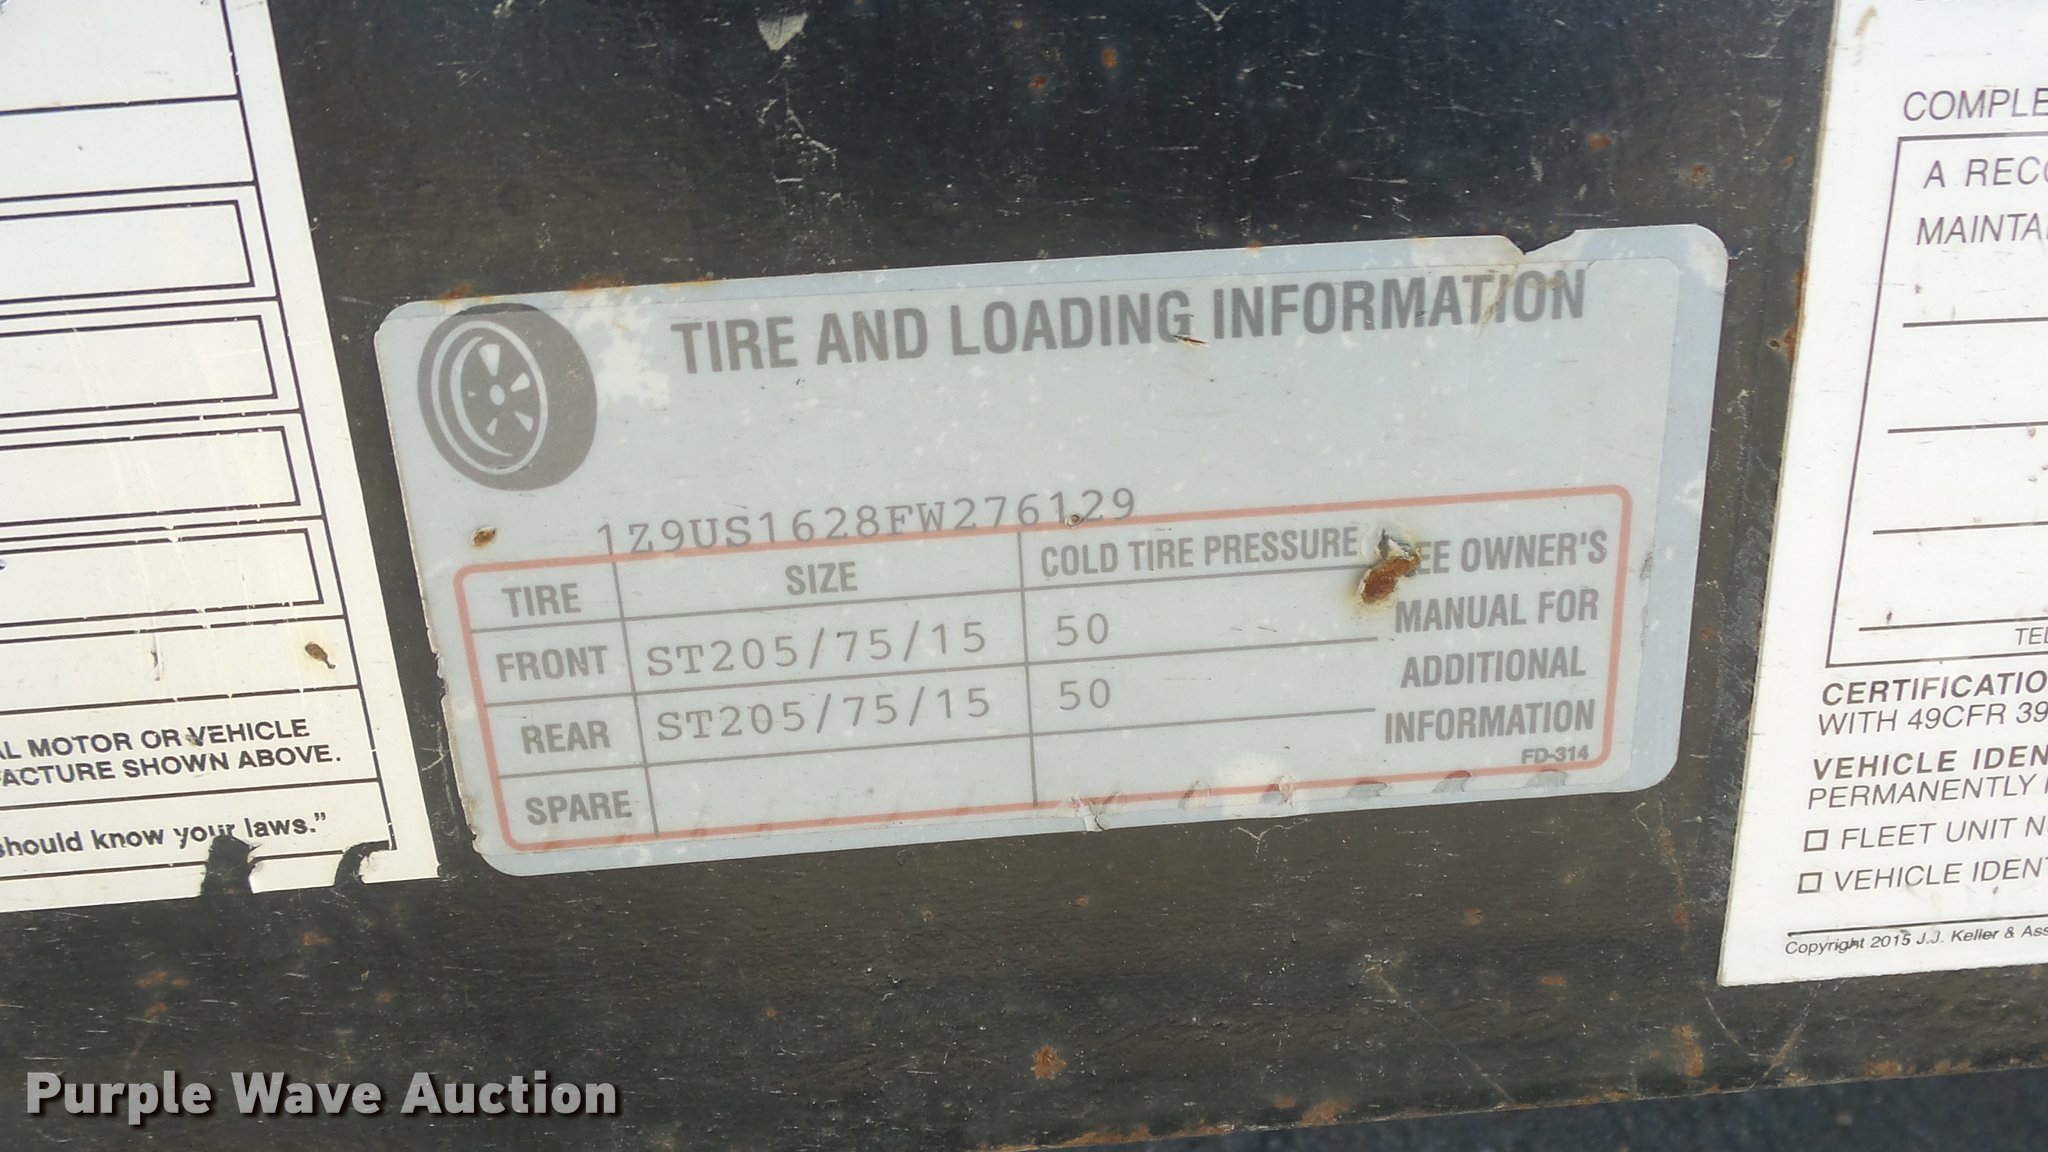 AL MOTOR OR VEHICLE
FACTURE SHOWN ABOVE.
should know your laws."
TIRE AND LOADING INFORMATION
1Z9US1628FW276129
TIRE SIZE COLD TIRE PRESSURE
FRONT ST205/75/15 50
REAR ST205/75/15 50
SPARE
SEE OWNER'S
MANUAL FOR
ADDITIONAL
INFORMATION
FD-314
COMPLE
A RECO
MAINTA
TEL
CERTIFICATIO
WITH 49CFR 39
VEHICLE IDEN
PERMANENTLY
FLEET UNIT N
VEHICLE IDENT
Copyright 2015 J.J. Keller & Ass
Purple Wave Auction